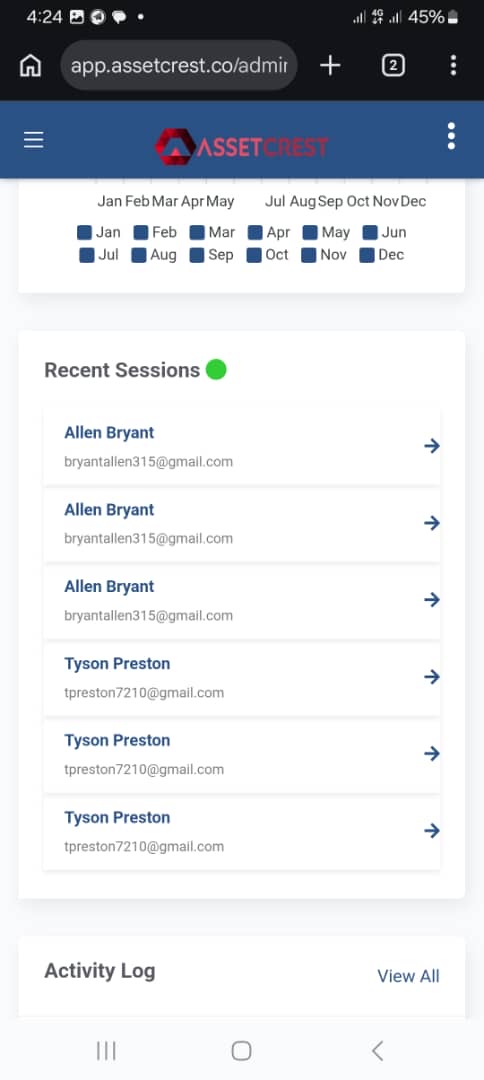 4:24
4G
45%
app.assetcrest.co/admir
2
ASSETCREST
Jan Feb Mar Apr May Jul Aug Sep Oct Nov Dec
Jan Feb Mar Apr May Jun
Jul Aug Sep Oct Nov Dec
Recent Sessions
Allen Bryant
bryantallen315@gmail.com
Allen Bryant
bryantallen315@gmail.com
Allen Bryant
bryantallen315@gmail.com
Tyson Preston
tpreston7210@gmail.com
Tyson Preston
tpreston7210@gmail.com
Tyson Preston
tpreston7210@gmail.com
Activity Log
View All